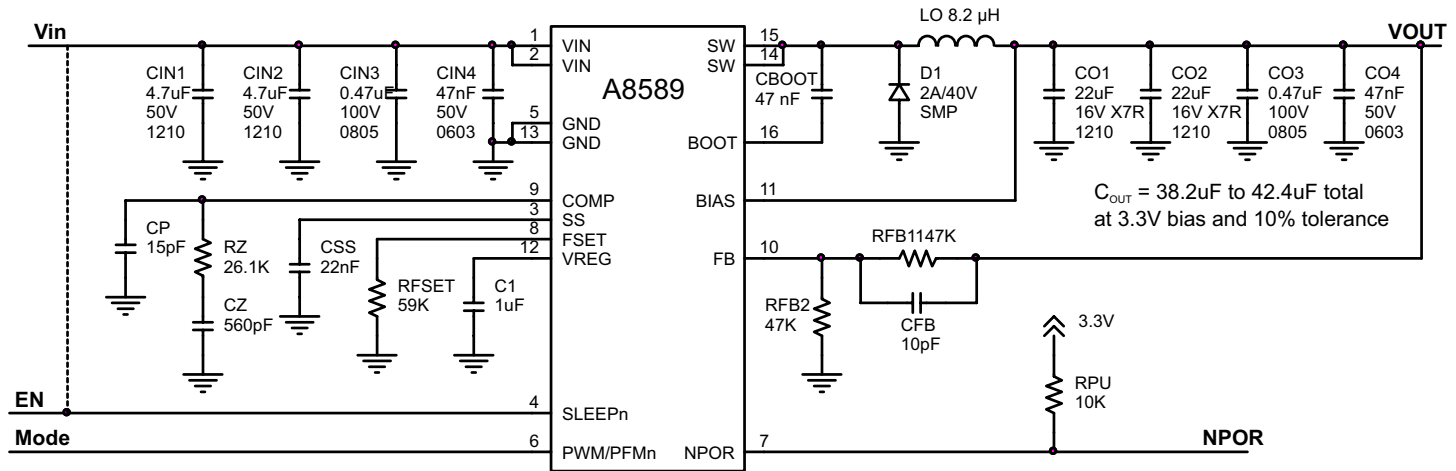 LO 8.2 µH
Vin
VOUT
1
VIN
2
VIN
5
GND
13
GND
9
COMP
3
SS
8
FSET
12
VREG
4
SLEEPn
6
PWM/PFMn
A8589
15
SW
14
SW
16
BOOT
11
BIAS
10
FB
7
NPOR
CIN1
4.7uF
50V
1210
CIN2
4.7uF
50V
1210
CIN3
0.47uF
100V
0805
CIN4
47nF
50V
0603
CBOOT
47 nF
D1
2A/40V
SMP
CO1
22uF
16V X7R
1210
CO2
22uF
16V X7R
1210
CO3
0.47uF
100V
0805
CO4
47nF
50V
0603
COUT = 38.2uF to 42.4uF total
at 3.3V bias and 10% tolerance
CP
15pF
RZ
26.1K
CZ
560pF
CSS
22nF
RFSET
59K
C1
1uF
RFB1147K
RFB2
47K
CFB
10pF
3.3V
RPU
10K
EN
Mode
NPOR